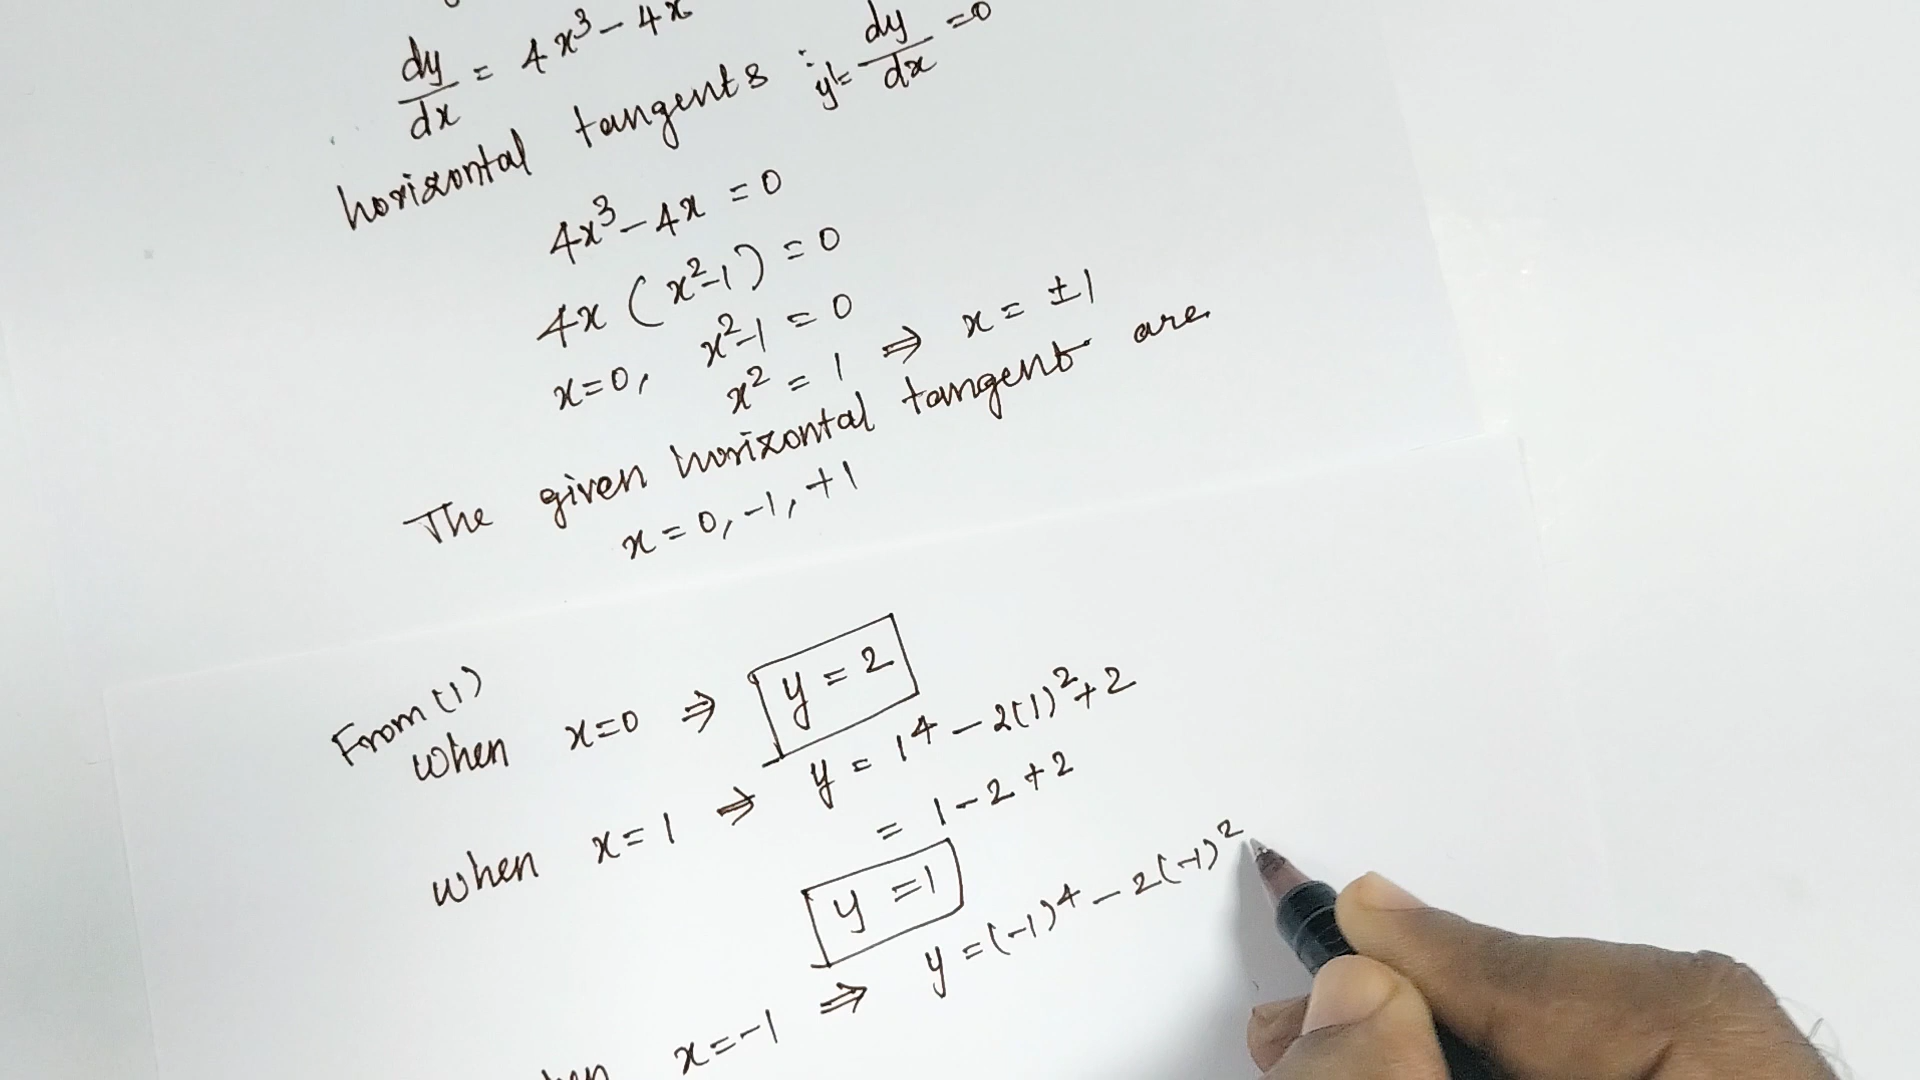 dy/dx = 4x³ - 4x
horizontal tangents : y' = dy/dx = 0
4x³ - 4x = 0
4x (x² - 1) = 0
x = 0, x² - 1 = 0
x² = 1 ⇒ x = ±1
The given horizontal tangent are
x = 0, -1, +1
From (1)
when x = 0 ⇒ y = 2
when x = 1 ⇒ y = 1⁴ - 2(1)² + 2
= 1 - 2 + 2
y = 1
x = -1 ⇒ y = (-1)⁴ - 2(-1)²